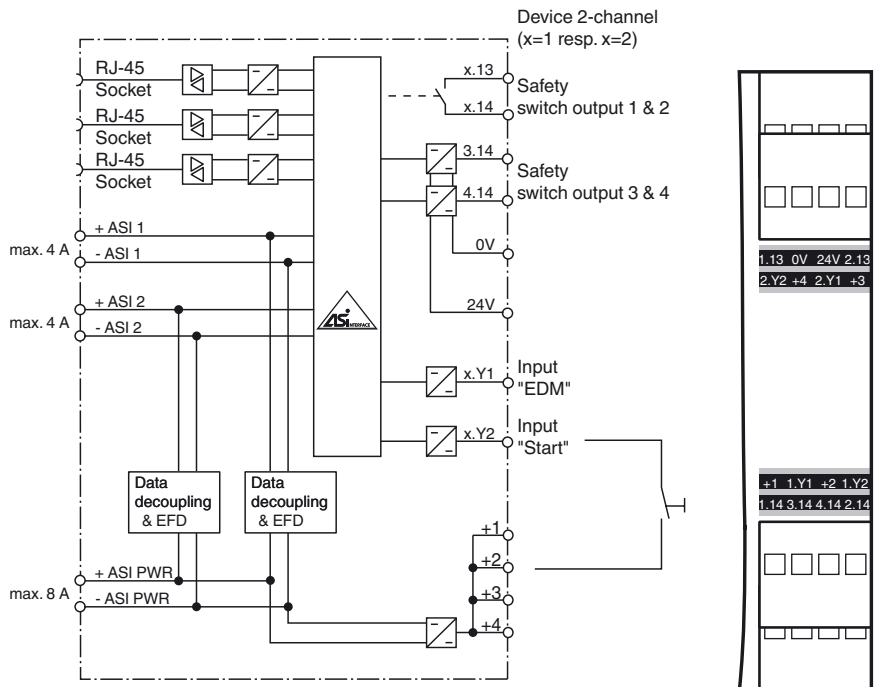 Device 2-channel
(x=1 resp. x=2)
RJ-45
Socket
RJ-45
Socket
RJ-45
Socket
x.13
x.14
Safety
switch output 1 & 2
3.14
4.14
Safety
switch output 3 & 4
0V
24V
max. 4 A
+ ASI 1
- ASI 1
max. 4 A
+ ASI 2
- ASI 2
ASi
INTERFACE
x.Y1
Input
"EDM"
x.Y2
Input
"Start"
Data
decoupling
& EFD
Data
decoupling
& EFD
max. 8 A
+ ASI PWR
- ASI PWR
+1
+2
+3
+4
1.13 0V 24V 2.13
2.Y2 +4 2.Y1 +3
+1 1.Y1 +2 1.Y2
1.14 3.14 4.14 2.14